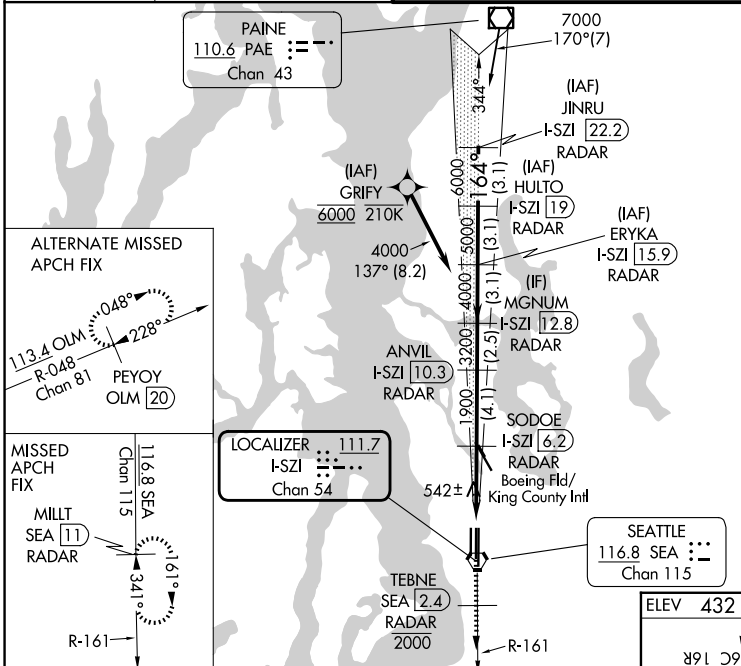 PAINE
110.6 PAE
Chan 43
7000
170°(7)
344°
(IAF)
JINRU
I-SZI 22.2
RADAR
6000
164°
(3.1)
(IAF)
HULTO
I-SZI 19
RADAR
(IAF)
GRIFY
6000 210K
4000
137° (8.2)
5000
(3.1)
(IAF)
ERYKA
I-SZI 15.9
RADAR
4000
(3.1)
(IF)
MGNUM
I-SZI 12.8
RADAR
3200
(2.5)
ANVIL
I-SZI 10.3
RADAR
1900
(4.1)
SODOE
I-SZI 6.2
RADAR
Boeing Fld/
King County Intl
542±
ALTERNATE MISSED
APCH FIX
048°
228°
113.4 OLM
R-048
Chan 81
PEYOY
OLM 20
MISSED
APCH
FIX
116.8 SEA
Chan 115
MILLT
SEA 11
RADAR
161°
341°
R-161
LOCALIZER 111.7
I-SZI
Chan 54
SEATTLE
116.8 SEA
Chan 115
TEBNE
SEA 2.4
RADAR
2000
R-161
ELEV 432
6C 16R